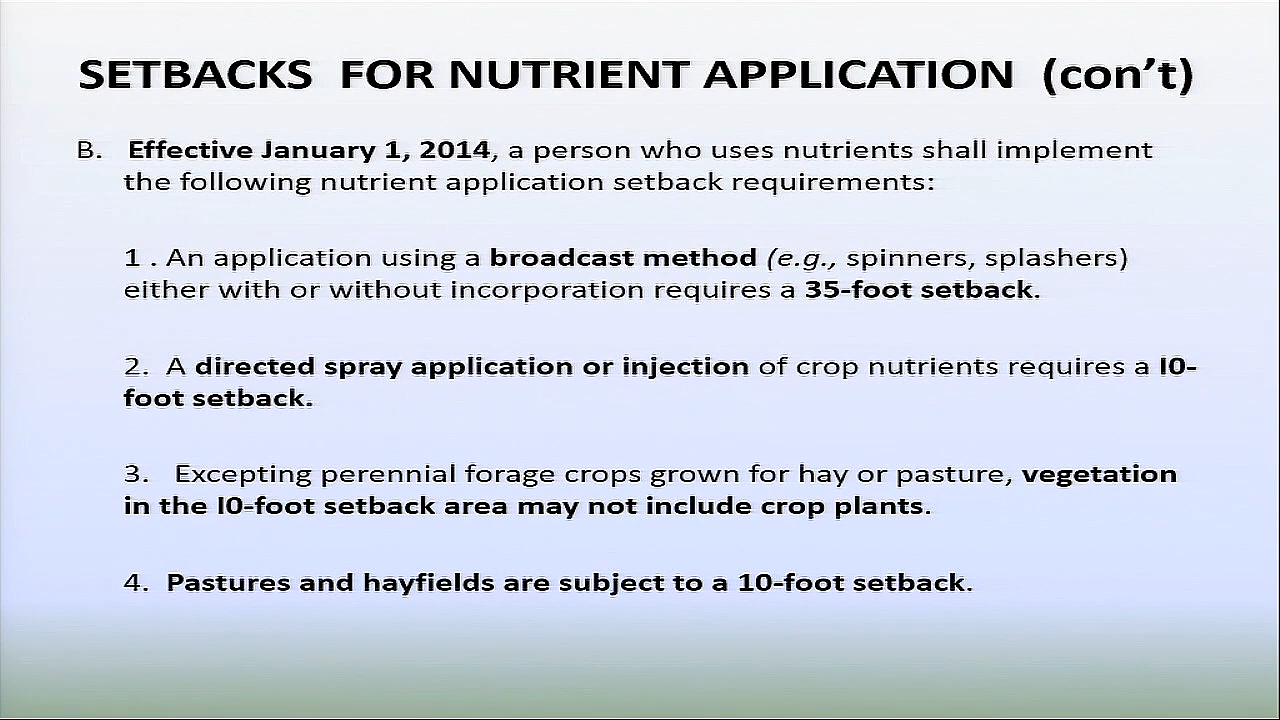 SETBACKS FOR NUTRIENT APPLICATION (con’t)
B. Effective January 1, 2014, a person who uses nutrients shall implement
the following nutrient application setback requirements:
1 . An application using a broadcast method (e.g., spinners, splashers)
either with or without incorporation requires a 35-foot setback.
2. A directed spray application or injection of crop nutrients requires a I0-
foot setback.
3. Excepting perennial forage crops grown for hay or pasture, vegetation
in the I0-foot setback area may not include crop plants.
4. Pastures and hayfields are subject to a 10-foot setback.